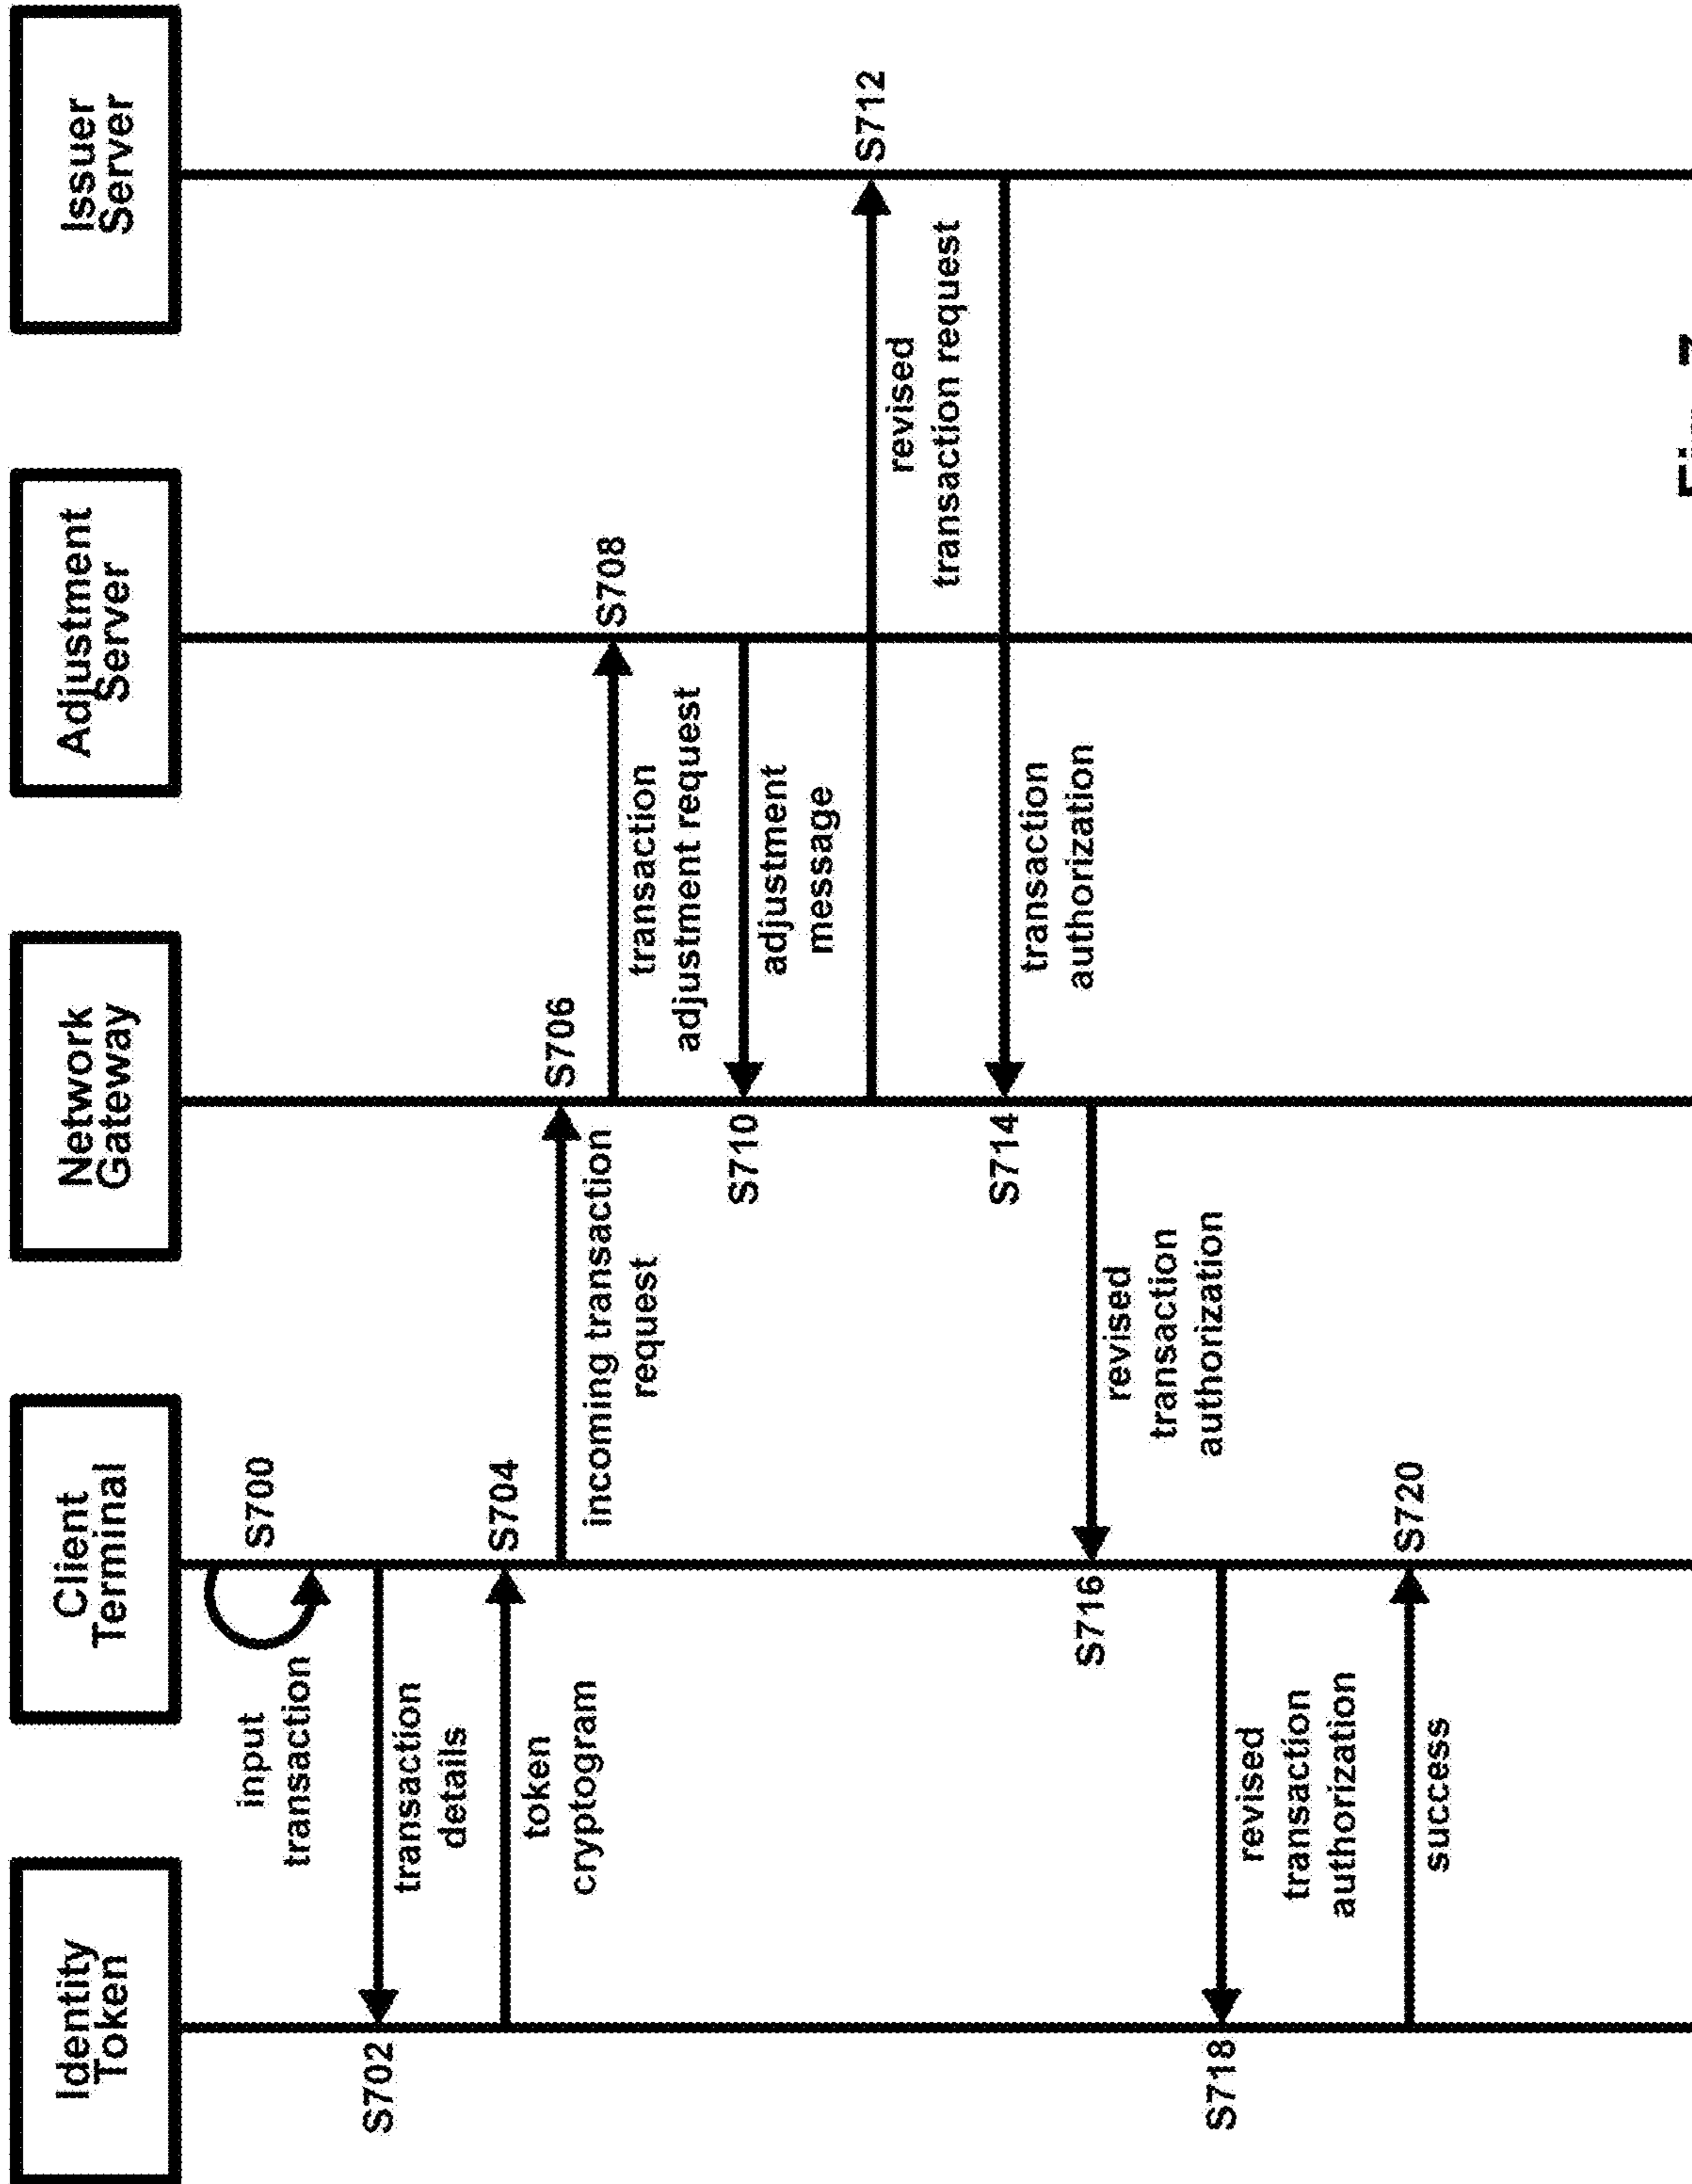 Identity
Token
Client
Terminal
Network
Gateway
Adjustment
Server
Issuer
Server
input
transaction
S700
S702
transaction
details
S704
token
cryptogram
S706
incoming transaction
request
S708
transaction
adjustment request
S710
adjustment
message
S712
revised
transaction request
S714
transaction
authorization
S716
revised
transaction
authorization
S718
revised
transaction
authorization
S720
success